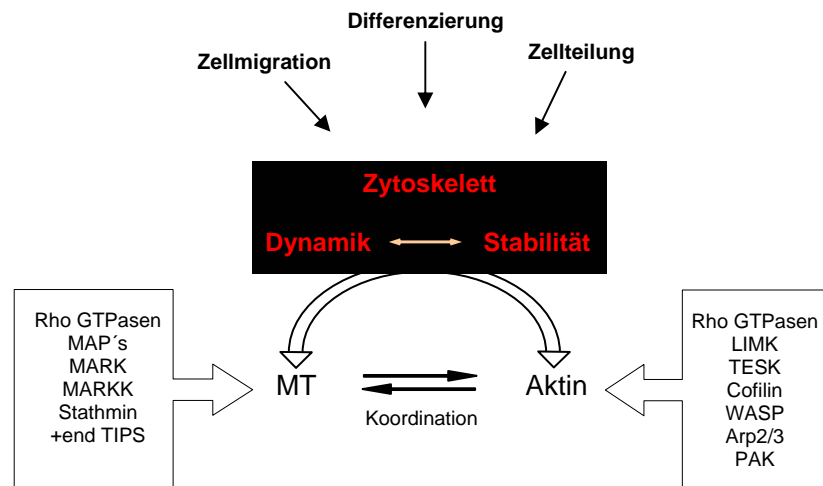 Differenzierung
Zellmigration
Zellteilung
Zytoskelett
Dynamik
Stabilität
Rho GTPasen
MAP´s
MARK
MARKK
Stathmin
+end TIPS
MT
Koordination
Aktin
Rho GTPasen
LIMK
TESK
Cofilin
WASP
Arp2/3
PAK